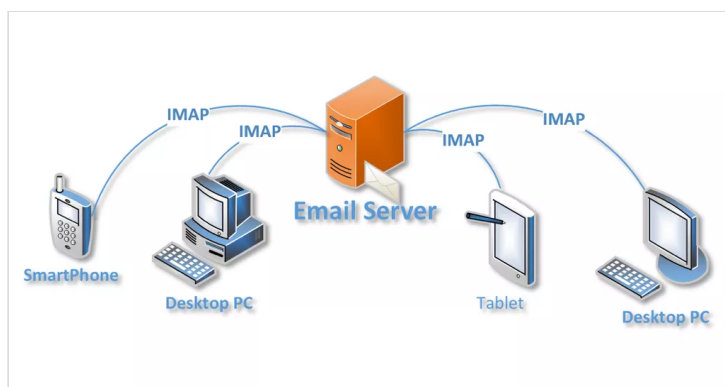 IMAP
IMAP
IMAP
IMAP
Email Server
SmartPhone
Desktop PC
Tablet
Desktop PC